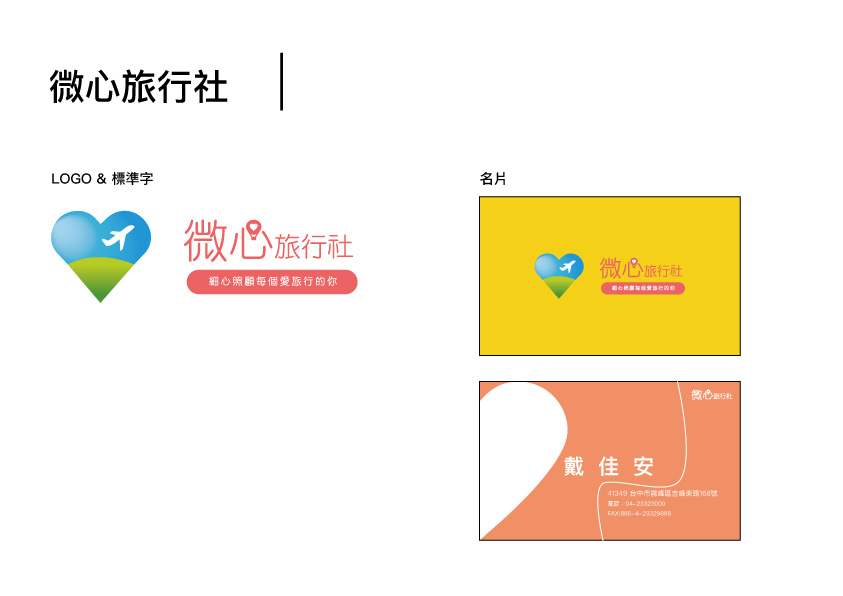 微心旅行社
LOGO & 標準字
微心旅行社
細心照顧每個愛旅行的你
名片
微心旅行社
細心照顧每個愛旅行的你
微心旅行社
戴佳安
41349 台中市霧峰區吉峰東路168號
電話：04-23323000
FAX:886-4-23329898